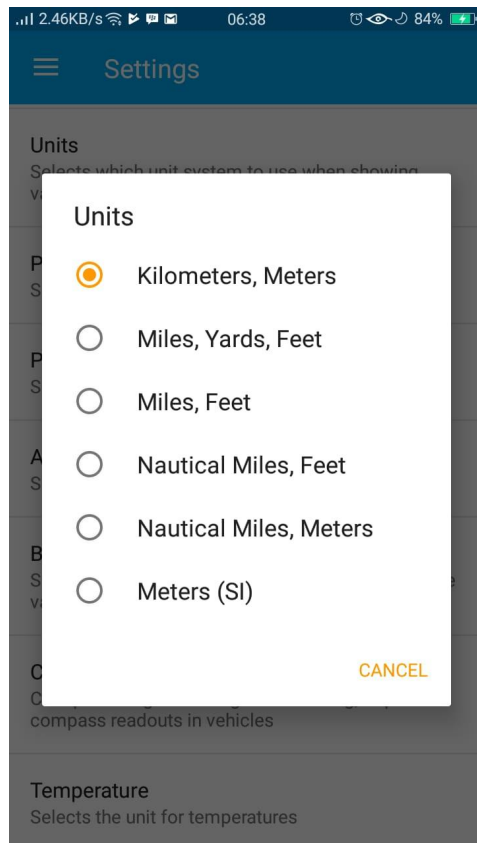 2.46KB/s 06:38 84%
Settings
Units
Selects which unit system to use when showing
Units
Kilometers, Meters
Miles, Yards, Feet
Miles, Feet
Nautical Miles, Feet
Nautical Miles, Meters
Meters (SI)
CANCEL
compass readouts in vehicles
Temperature
Selects the unit for temperatures